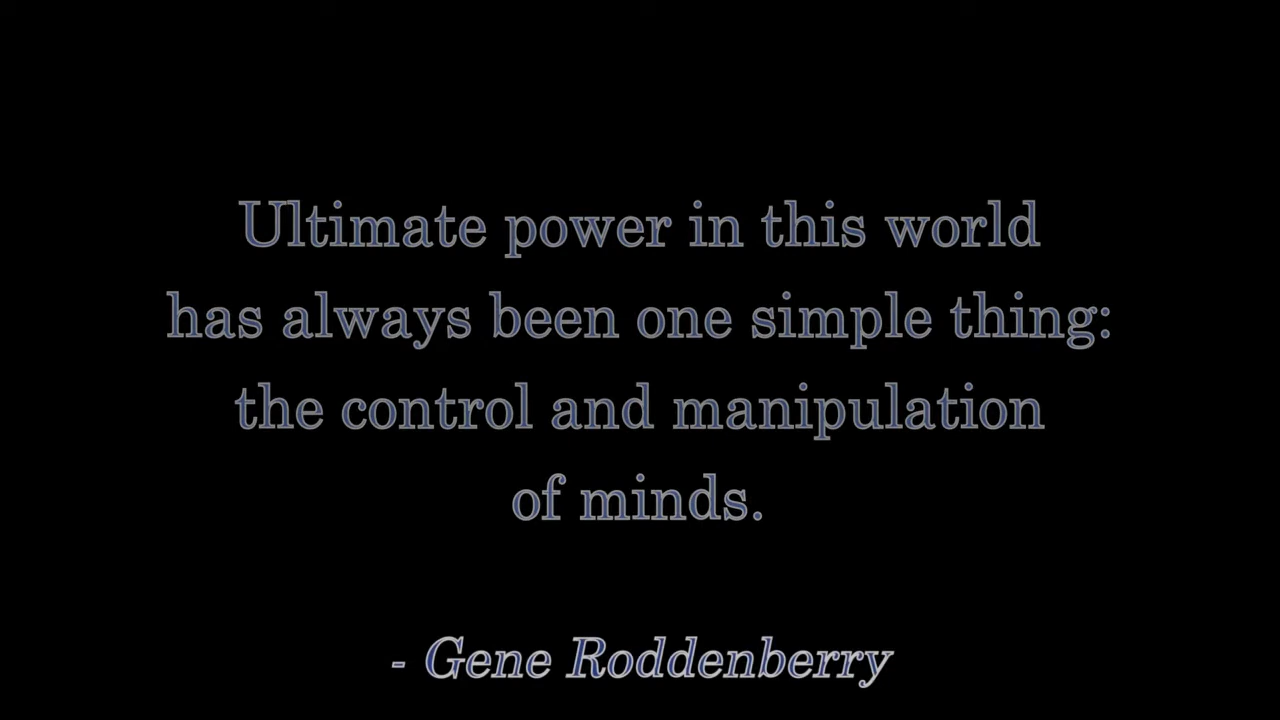 Ultimate power in this world
has always been one simple thing:
the control and manipulation
of minds.
- Gene Roddenberry